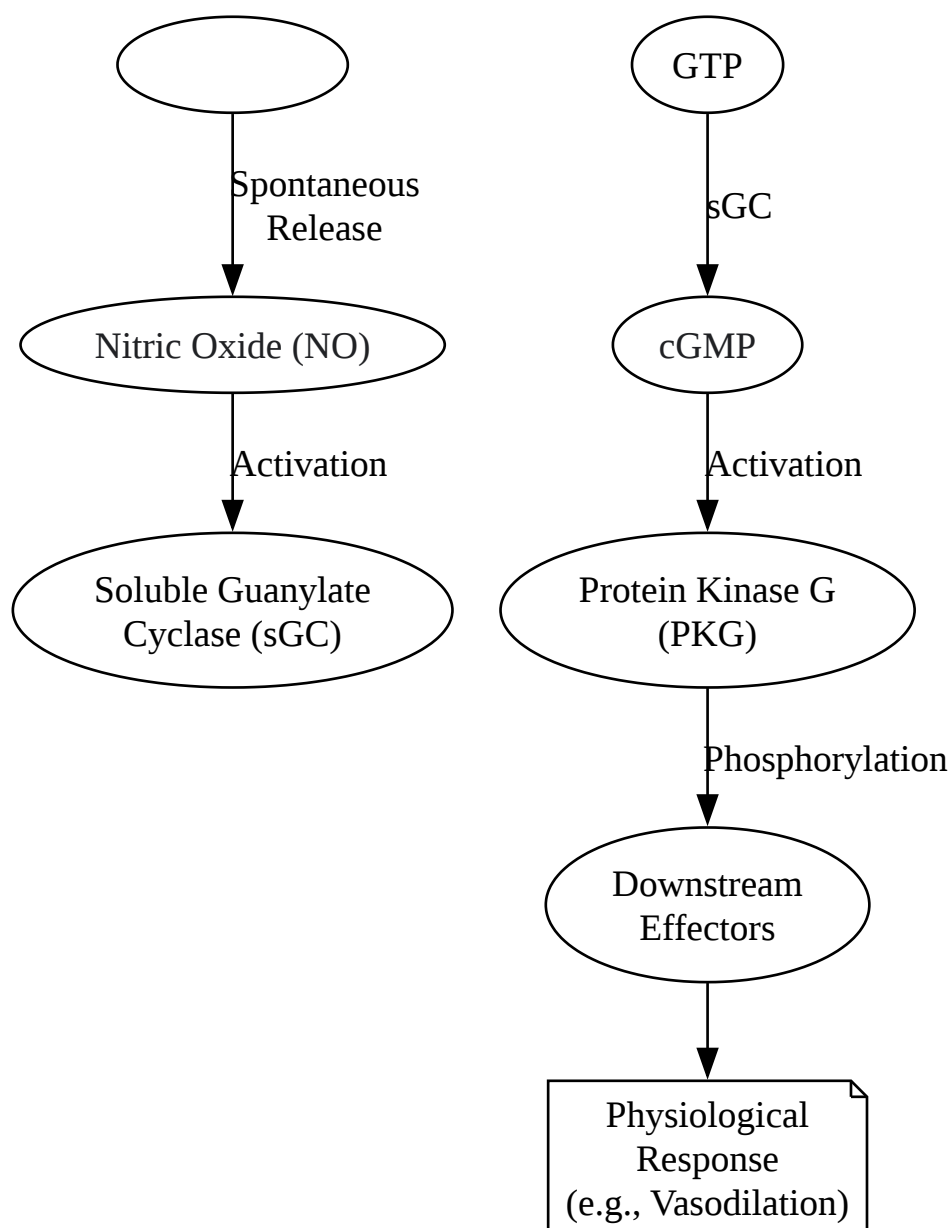 GTP
Spontaneous
Release
sGC
Nitric Oxide (NO)
cGMP
Activation
Activation
Soluble Guanylate
Cyclase (sGC)
Protein Kinase G
(PKG)
Phosphorylation
Downstream
Effectors
Physiological
Response
(e.g., Vasodilation)